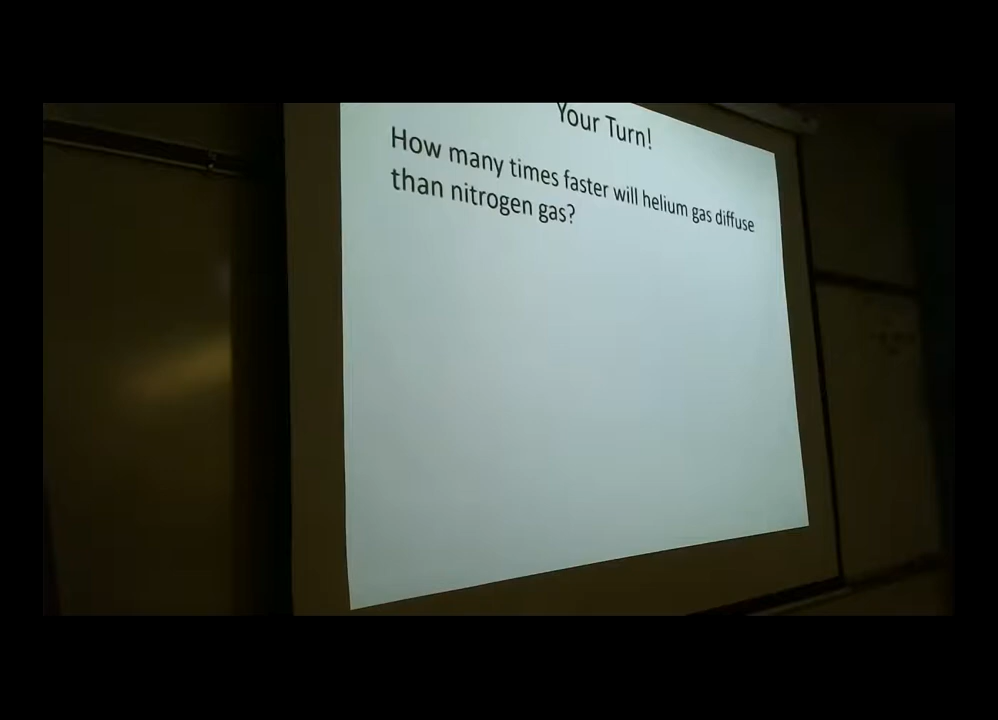 Your Turn!
How many times faster will helium gas diffuse
than nitrogen gas?